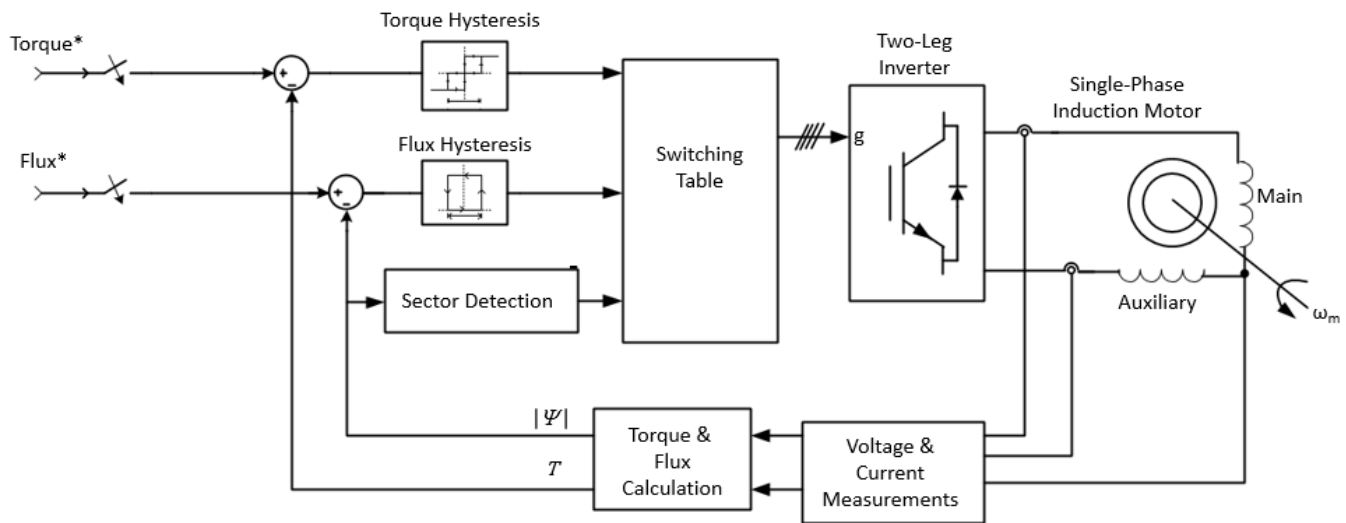 Torque Hysteresis
Torque*
+
-
Two-Leg
Inverter
Single-Phase
Induction Motor
Flux Hysteresis
Flux*
+
-
Switching
Table
g
Main
Sector Detection
Auxiliary
ωm
|Ψ|
T
Torque &
Flux
Calculation
Voltage &
Current
Measurements